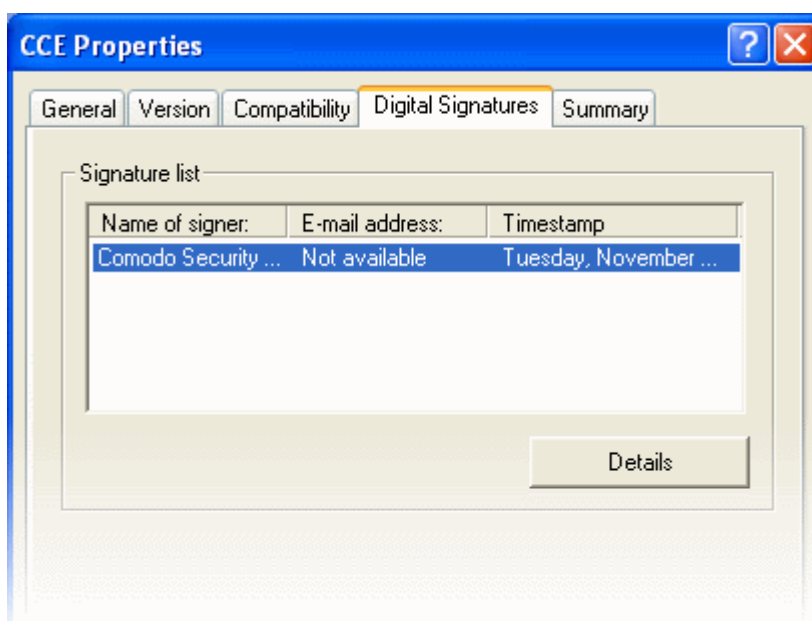 CCE Properties
General Version Compatibility Digital Signatures Summary
Signature list
Name of signer: E-mail address: Timestamp
Comodo Security ... Not available Tuesday, November ...
Details